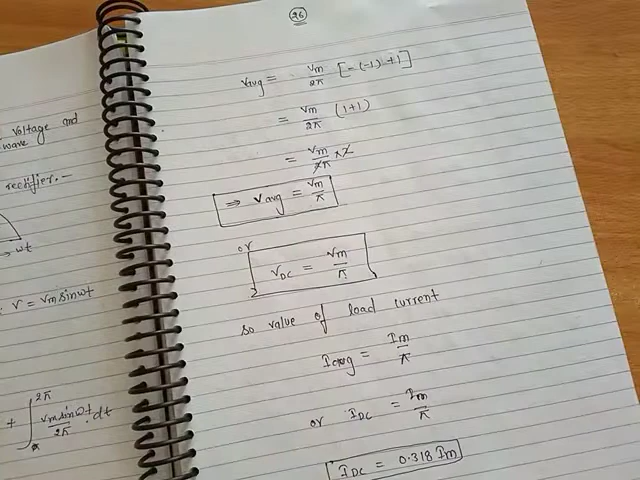 voltage and
wave
rectifier.-
→ wt
: V = Vm sinωt
+ ∫ 2π π Vm sin ωt / 2π . dt
26
Vavg = Vm/2π [-(-1)+1]
= Vm/2π (1+1)
= Vm/2π × 2
⇒ Vavg = Vm/π
or
VDC = Vm/π
so value of load current
Iavg = Im/π
or IDC = Im/π
IDC = 0.318 Im